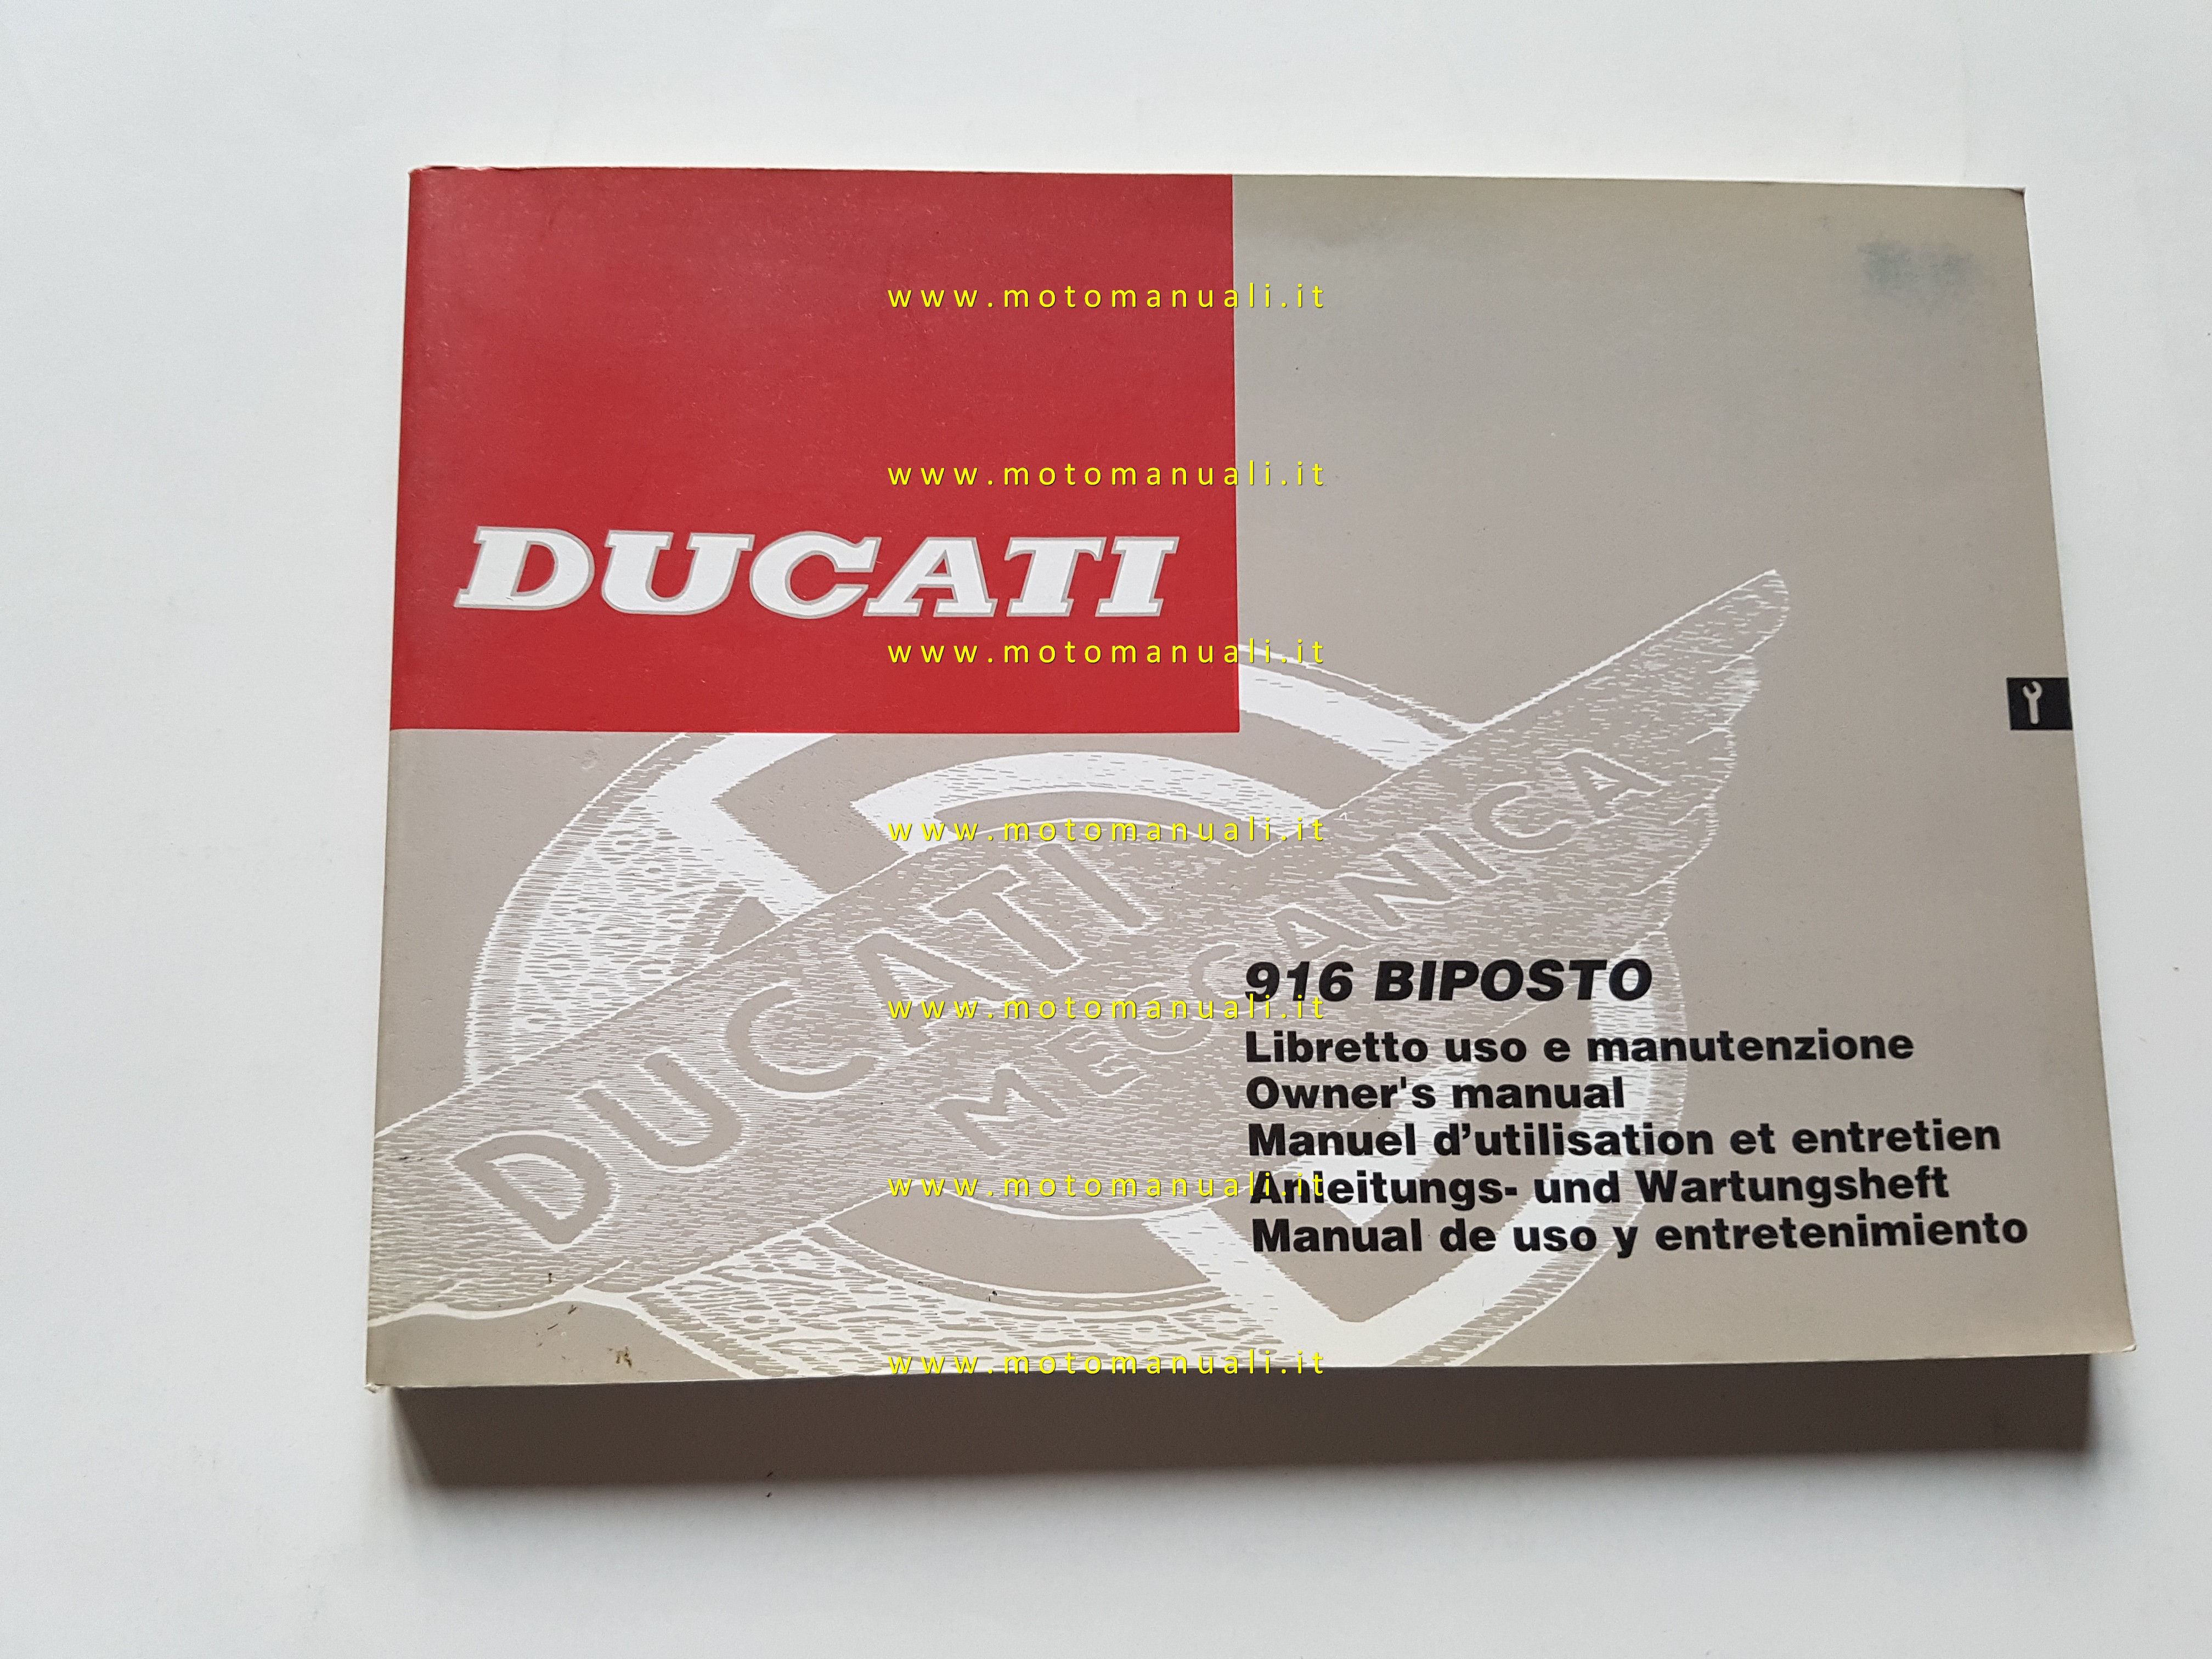 www.motomanuali.it
www.motomanuali.it
DUCATI
www.motomanuali.it
www.motomanuali.it
DUCATI
MECCANICA
916 BIPOSTO
www.motomanuali.it
Libretto uso e manutenzione
Owner's manual
Manuel d'utilisation et entretien
www.motomanuali.it
Anleitungs- und Wartungsheft
Manual de uso y entretenimiento
www.motomanuali.it